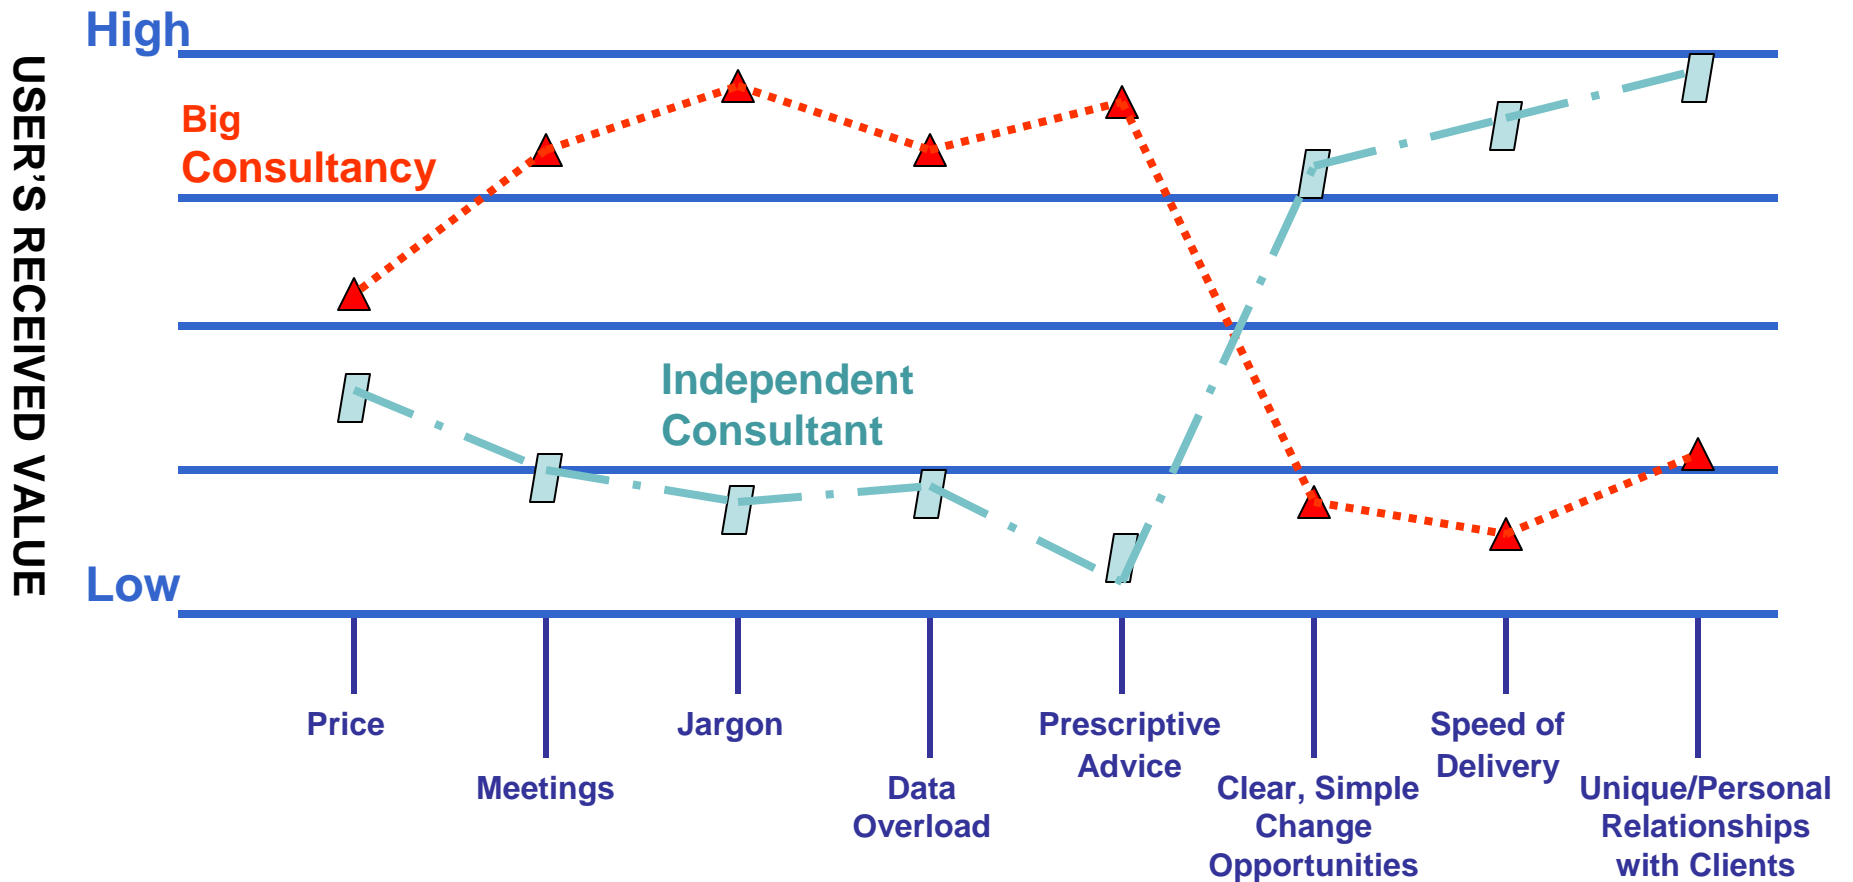 High
USER'S RECEIVED VALUE
Big
Consultancy
Independent
Consultant
Low
Price
Meetings
Jargon
Data
Overload
Prescriptive
Advice
Clear, Simple
Change
Opportunities
Speed of
Delivery
Unique/Personal
Relationships
with Clients